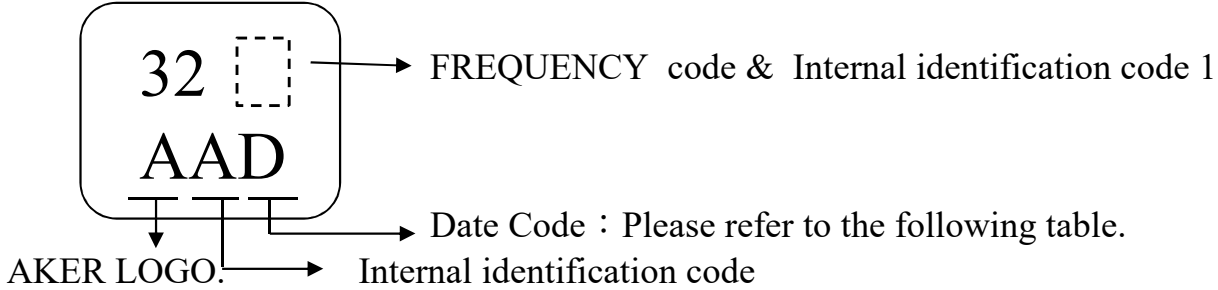 32 FREQUENCY code & Internal identification code 1
AAD
Date Code：Please refer to the following table.
AKER LOGO. Internal identification code